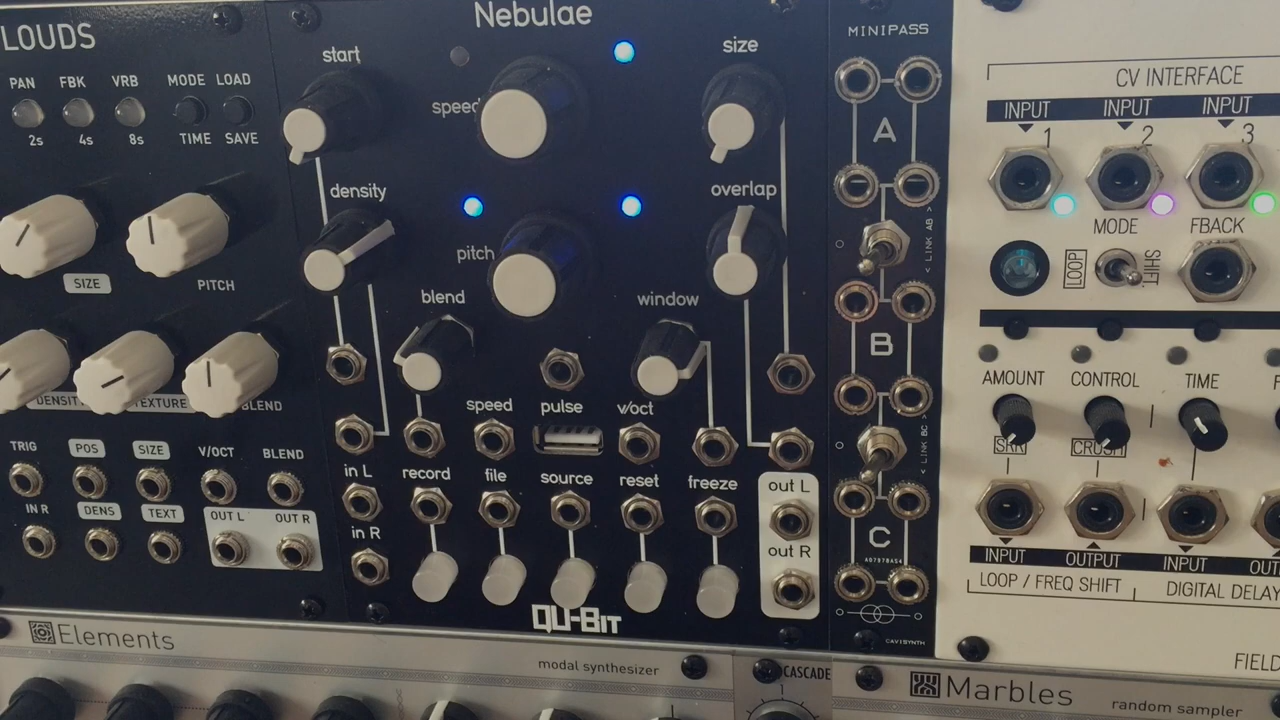 LOUDS
PAN FBK VRB MODE LOAD
2s 4s 8s TIME SAVE
SIZE PITCH
TEXTURE BLEND
TRIG POS SIZE V/OCT BLEND
IN R DENS TEXT OUT L OUT R
Nebulae
start
speed
size
density
overlap
pitch
blend
window
speed pulse v/oct
in L record file source reset freeze
out L
in R
out R
QU-BIT
MINIPASS
A
< LINK AB >
B
< LINK BC >
C
CAVISYNTH
CV INTERFACE
INPUT INPUT INPUT
1 2 3
MODE FBACK
LOOP SHIFT
AMOUNT CONTROL TIME
SRR CRUSH
INPUT OUTPUT INPUT
LOOP / FREQ SHIFT DIGITAL DELAY
FIELD
Elements
modal synthesizer
CASCADE
Marbles
random sampler